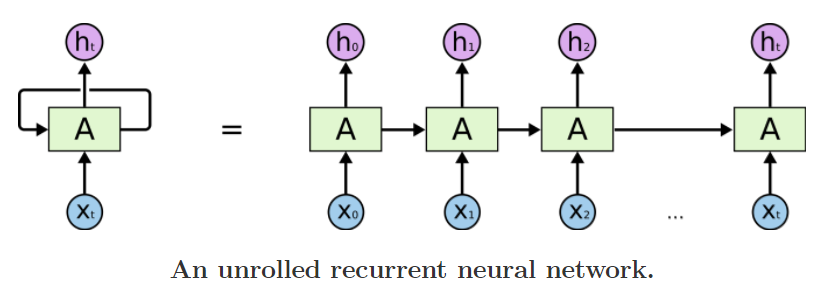 hₜ h₀ h₁ h₂ hₜ
A = A A A A
xₜ x₀ x₁ x₂ ... xₜ
An unrolled recurrent neural network.